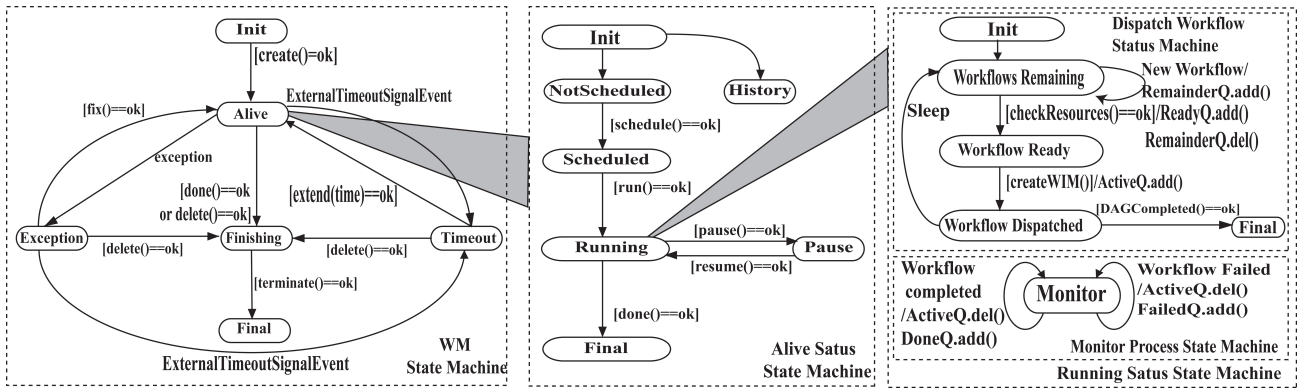 Init
[create()==ok]
ExternalTimeoutSignalEvent
[fix()==ok]
Alive
exception
[done()==ok
or delete()==ok]
[extend(time)==ok]
Exception
[delete()==ok]
Finishing
[delete()==ok]
Timeout
[terminate()==ok]
Final
ExternalTimeoutSignalEvent
WM
State Machine
Init
NotScheduled
History
[schedule()==ok]
Scheduled
[run()==ok]
Running
[pause()==ok]
[resume()==ok]
Pause
[done()==ok]
Final
Alive Satus
State Machine
Init
Dispatch Workflow
Status Machine
Workflows Remaining
New Workflow/
RemainderQ.add()
Sleep
[checkResources()==ok]/ReadyQ.add()
RemainderQ.del()
Workflow Ready
[createWIM()]/ActiveQ.add()
Workflow Dispatched
[DAGCompleted()==ok]
Final
Workflow
completed
/ActiveQ.del()
DoneQ.add()
Monitor
Workflow Failed
/ActiveQ.del()
FailedQ.add()
Monitor Process State Machine
Running Satus State Machine